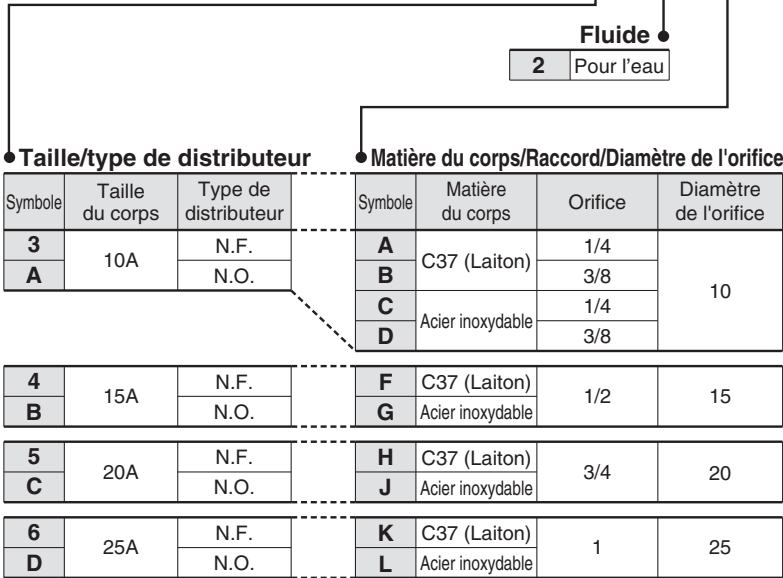 Fluide
2 Pour l'eau
Taille/type de distributeur
Symbole Taille du corps Type de distributeur
3 10A N.F.
A N.O.
4 15A N.F.
B N.O.
5 20A N.F.
C N.O.
6 25A N.F.
D N.O.
Matière du corps/Raccord/Diamètre de l'orifice
Symbole Matière du corps Orifice Diamètre de l'orifice
A C37 (Laiton) 1/4 10
B 3/8
C Acier inoxydable 1/4
D 3/8
F C37 (Laiton) 1/2 15
G Acier inoxydable
H C37 (Laiton) 3/4 20
J Acier inoxydable
K C37 (Laiton) 1 25
L Acier inoxydable